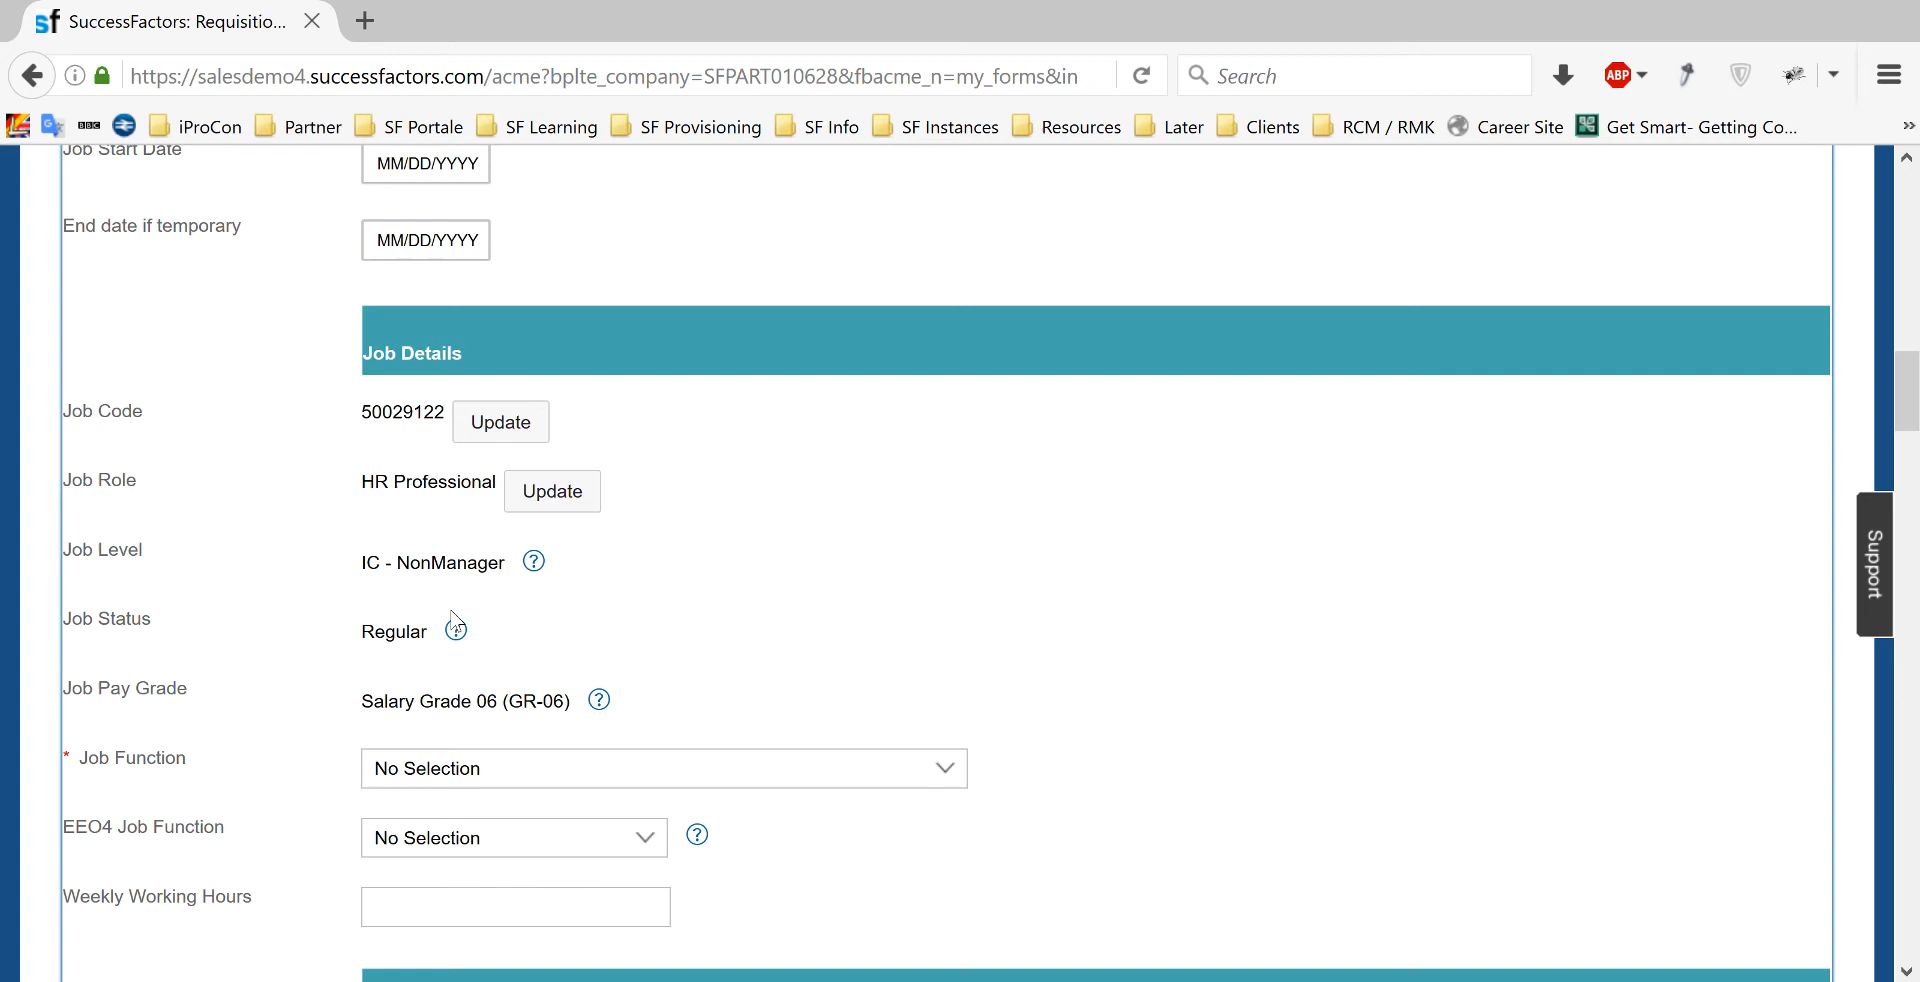 sf SuccessFactors: Requisitio...
https://salesdemo4.successfactors.com/acme?bplte_company=SFPART010628&fbacme_n=my_forms&in
Search
ABP
BBC iProCon Partner SF Portale SF Learning SF Provisioning SF Info SF Instances Resources Later Clients RCM / RMK Career Site Get Smart- Getting Co...
Job Start Date MM/DD/YYYY
End date if temporary MM/DD/YYYY
Job Details
Job Code 50029122 Update
Job Role HR Professional Update
Job Level IC - NonManager ?
Job Status Regular ?
Job Pay Grade Salary Grade 06 (GR-06) ?
* Job Function No Selection
EEO4 Job Function No Selection ?
Weekly Working Hours
Support